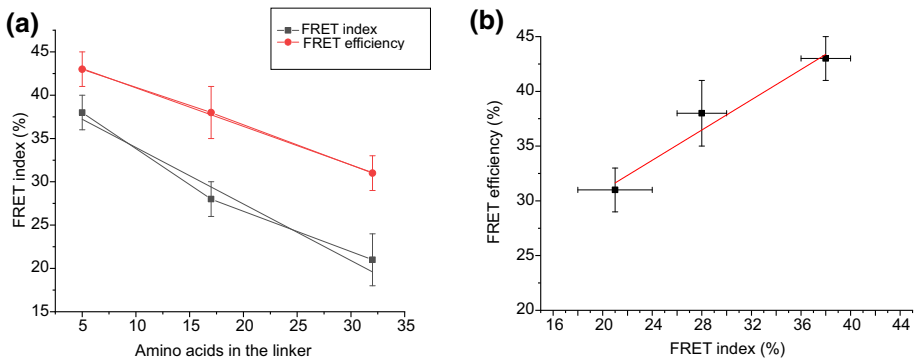 (a)
FRET index
FRET efficiency
FRET index (%)
45
40
35
30
25
20
15
5 10 15 20 25 30 35
Amino acids in the linker
(b)
FRET efficiency (%)
45
40
35
30
25
20
16 20 24 28 32 36 40 44
FRET index (%)